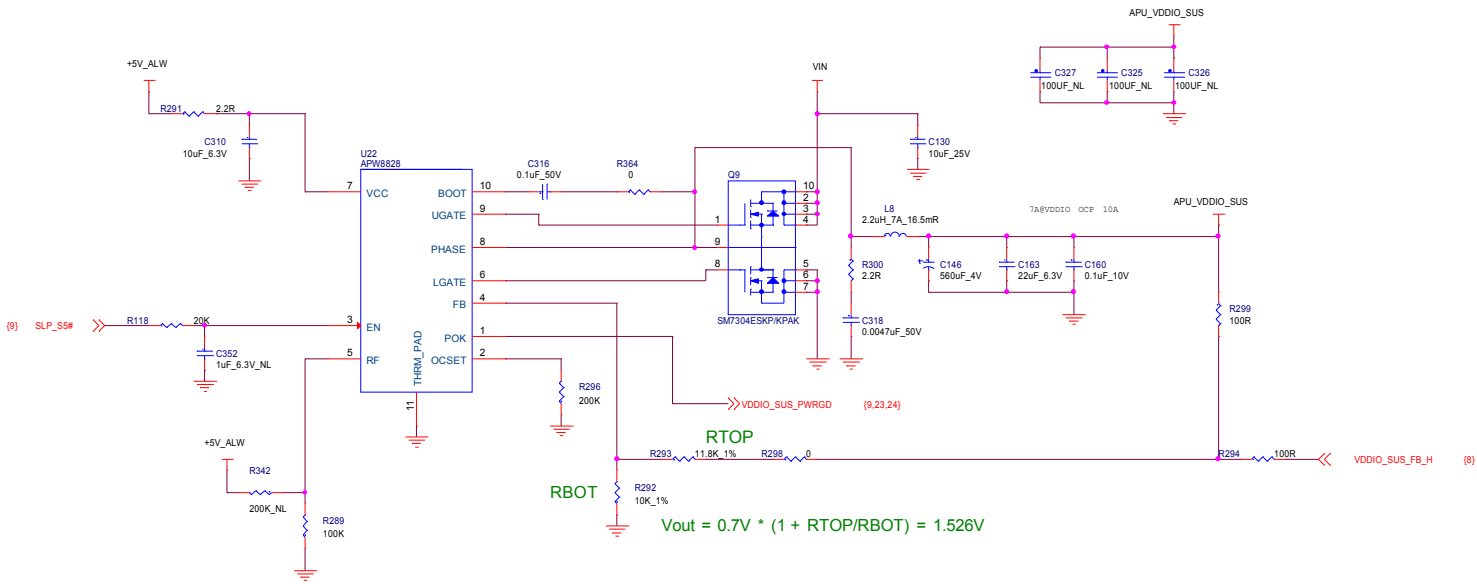 APU_VDDIO_SUS
C327
100UF_NL
C325
100UF_NL
C326
100UF_NL
+5V_ALW
R291
2.2R
C310
10uF_6.3V
VIN
C130
10uF_25V
U22
APW8828
7
VCC
BOOT
10
UGATE
9
PHASE
8
LGATE
6
FB
4
3
EN
POK
1
5
RF
OCSET
2
THRM_PAD
11
C316
0.1uF_50V
R364
0
Q9
1
9
8
10
2
3
4
5
6
7
SM7304ESKP/KPAK
L8
2.2uH_7A_16.5mR
7A@VDDIO OCP 10A
APU_VDDIO_SUS
R300
2.2R
C318
0.0047uF_50V
C146
560uF_4V
C163
22uF_6.3V
C160
0.1uF_10V
R299
100R
{9} SLP_S5#
R118
20K
C352
1uF_6.3V_NL
R296
200K
VDDIO_SUS_PWRGD {9,23,24}
+5V_ALW
R342
200K_NL
R289
100K
RTOP
R293
11.8K_1%
R298
0
R294
100R
VDDIO_SUS_FB_H {8}
RBOT
R292
10K_1%
Vout = 0.7V * (1 + RTOP/RBOT) = 1.526V